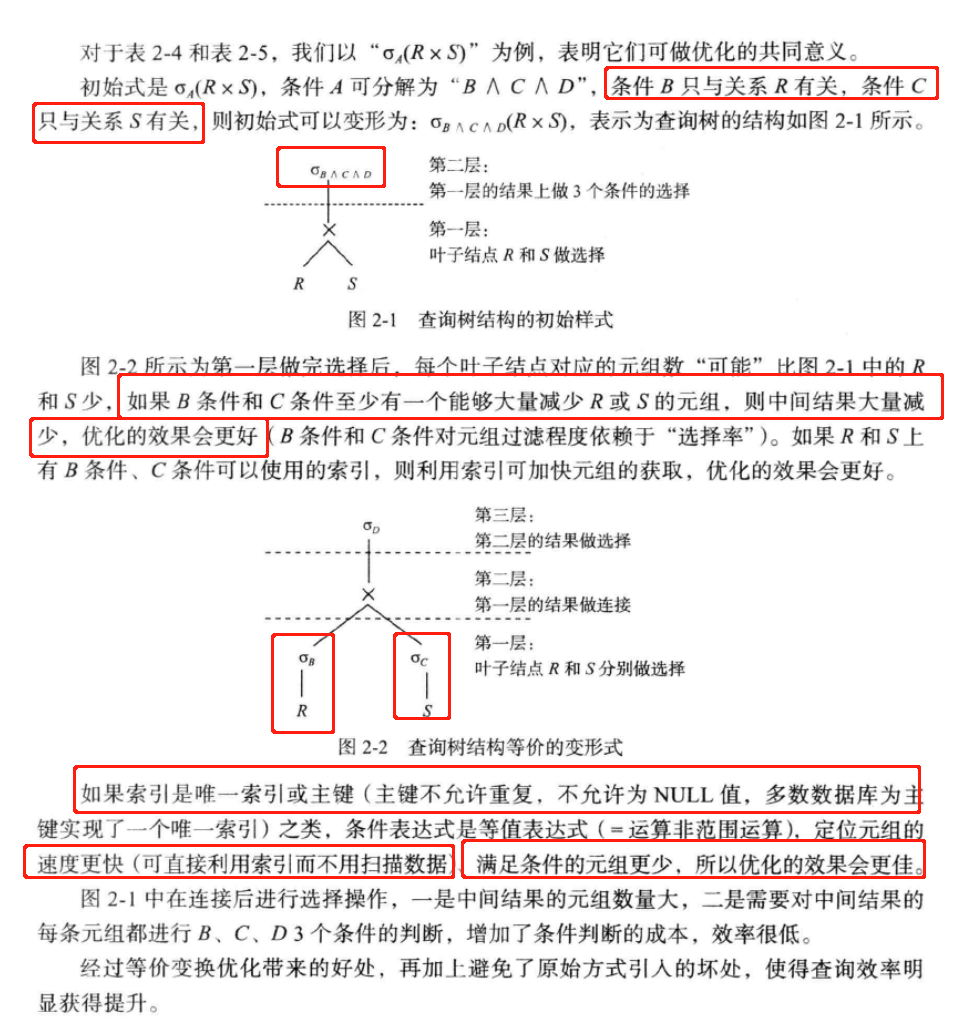 对于表 2-4 和表 2-5，我们以“σA(R × S)”为例，表明它们可做优化的共同意义。
初始式是 σA(R × S)，条件 A 可分解为“B ∧ C ∧ D”，条件 B 只与关系 R 有关，条件 C
只与关系 S 有关，则初始式可以变形为：σB∧C∧D(R × S)，表示为查询树的结构如图 2-1 所示。
σB∧C∧D
第二层：
第一层的结果上做 3 个条件的选择
×
第一层：
叶子结点 R 和 S 做选择
R S
图 2-1 查询树结构的初始样式
图 2-2 所示为第一层做完选择后，每个叶子结点对应的元组数“可能”比图 2-1 中的 R
和 S 少，如果 B 条件和 C 条件至少有一个能够大量减少 R 或 S 的元组，则中间结果大量减
少，优化的效果会更好（B 条件和 C 条件对元组过滤程度依赖于“选择率”）。如果 R 和 S 上
有 B 条件、C 条件可以使用的索引，则利用索引可加快元组的获取，优化的效果会更好。
σD
第三层：
第二层的结果做选择
×
第二层：
第一层的结果做连接
σB σC
第一层：
叶子结点 R 和 S 分别做选择
R S
图 2-2 查询树结构等价的变形式
如果索引是唯一索引或主键（主键不允许重复，不允许为 NULL 值，多数数据库为主
键实现了一个唯一索引）之类，条件表达式是等值表达式（= 运算非范围运算），定位元组的
速度更快（可直接利用索引而不用扫描数据）、满足条件的元组更少，所以优化的效果会更佳。
图 2-1 中在连接后进行选择操作，一是中间结果的元组数量大，二是需要对中间结果的
每条元组都进行 B、C、D 3 个条件的判断，增加了条件判断的成本，效率很低。
经过等价变换优化带来的好处，再加上避免了原始方式引入的坏处，使得查询效率明
显获得提升。